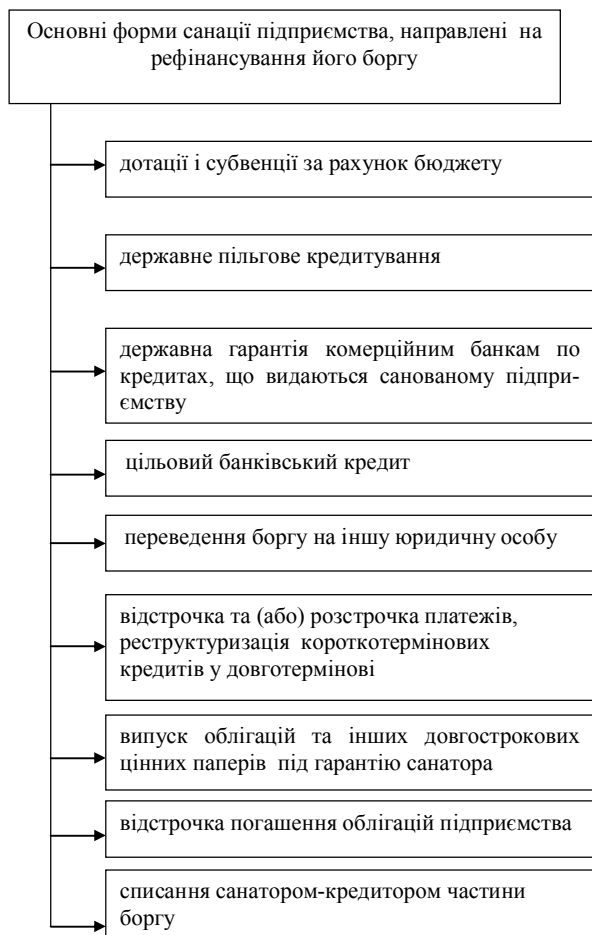 Основні форми санації підприємства, направлені на
рефінансування його боргу
дотації і субвенції за рахунок бюджету
державне пільгове кредитування
державна гарантія комерційним банкам по
кредитах, що видаються санованому підпри-
ємству
цільовий банківський кредит
переведення боргу на іншу юридичну особу
відстрочка та (або) розстрочка платежів,
реструктуризація короткотермінових
кредитів у довготермінові
випуск облігацій та інших довгострокових
цінних паперів під гарантію санатора
відстрочка погашення облігацій підприємства
списання санатором-кредитором частини
боргу